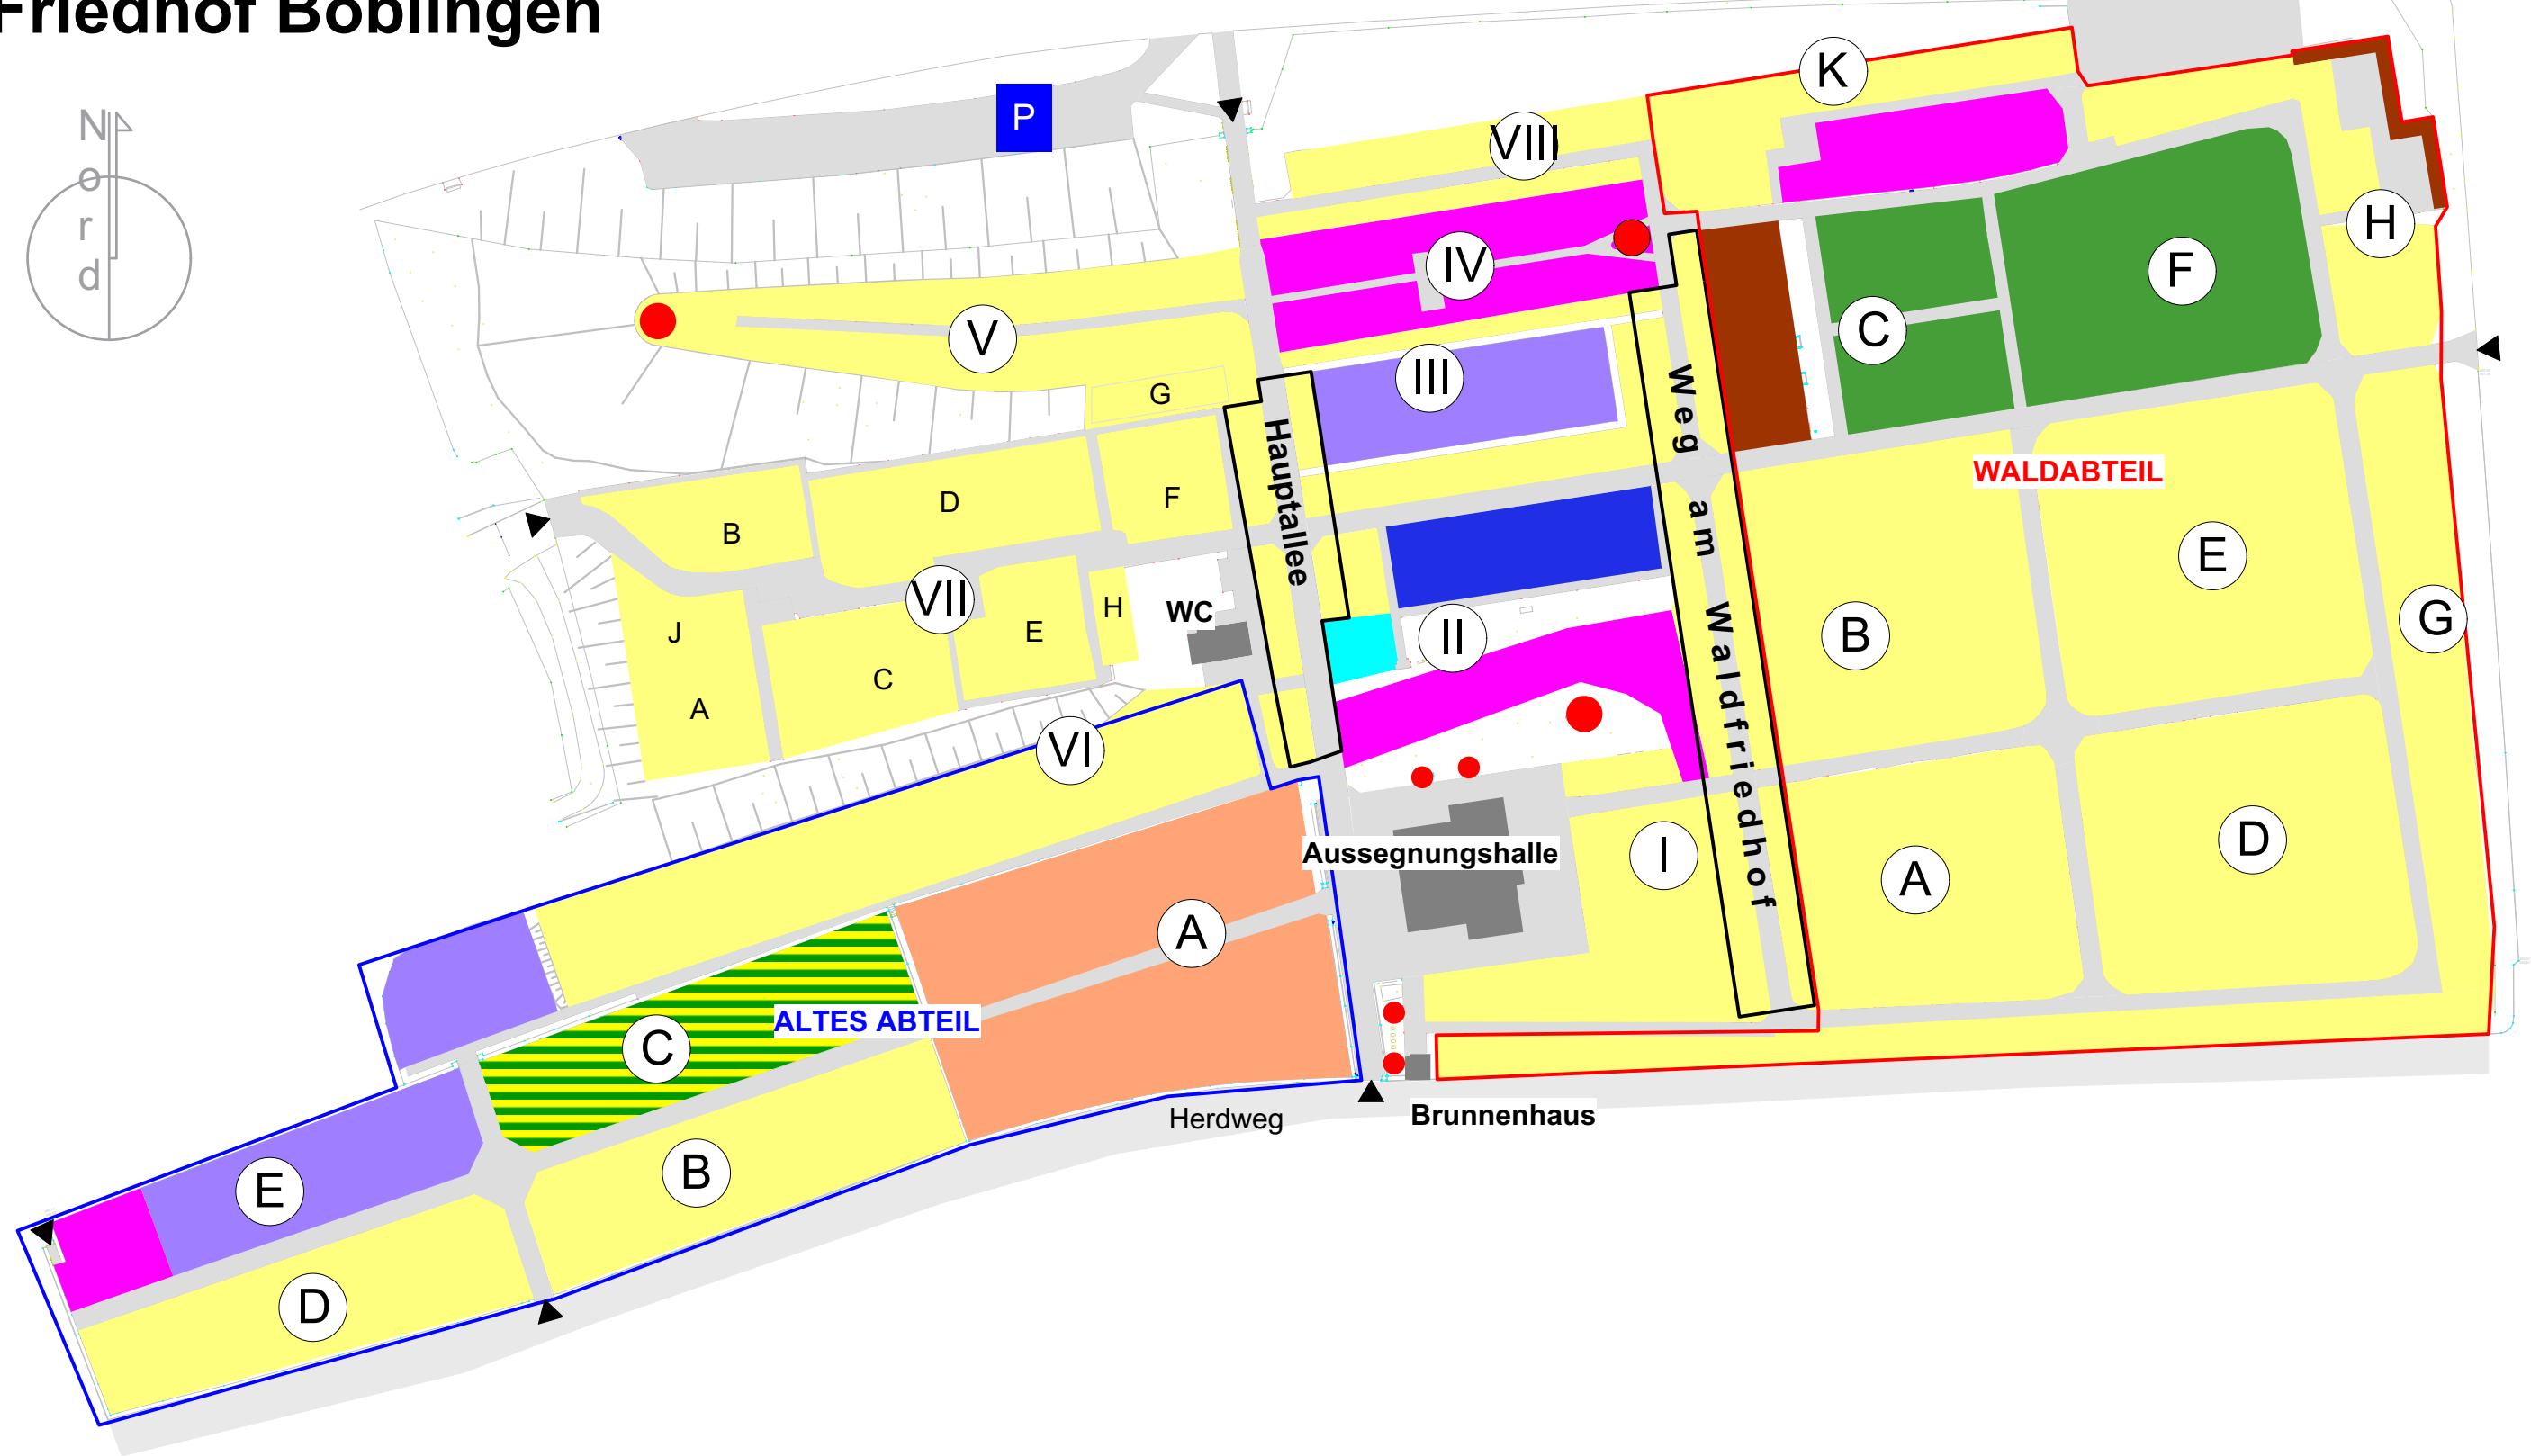 Friedhof Böblingen
Nord
P
K
VIII
H
IV
F
C
V
III
G
Weg am Waldfriedhof
Hauptallee
WALDABTEIL
B
D
F
E
VII
H
WC
J
E
II
B
G
C
A
VI
Aussegnungshalle
I
A
D
A
ALTES ABTEIL
C
Herdweg
Brunnenhaus
B
E
D